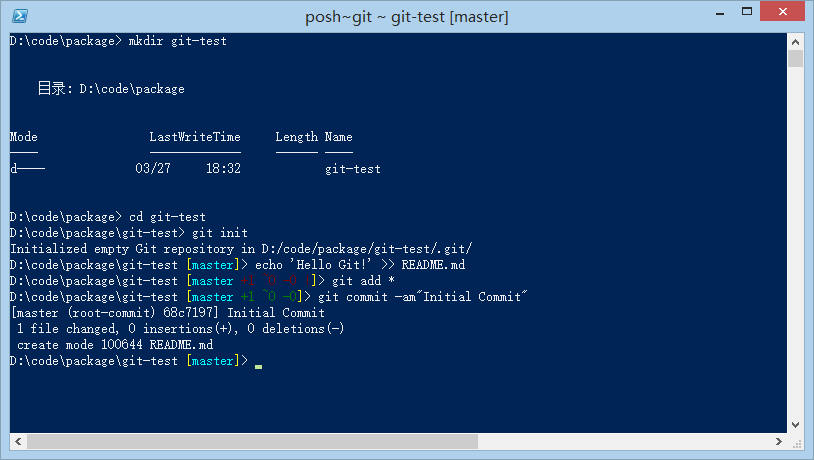 posh~git ~ git-test [master]
D:\code\package> mkdir git-test
目录: D:\code\package
Mode LastWriteTime Length Name
---- ------------- ------ ----
d---- 03/27 18:32 git-test
D:\code\package> cd git-test
D:\code\package\git-test> git init
Initialized empty Git repository in D:/code/package/git-test/.git/
D:\code\package\git-test [master]> echo 'Hello Git!' >> README.md
D:\code\package\git-test [master +1 ~0 -0 !]> git add *
D:\code\package\git-test [master +1 ~0 -0]> git commit -am"Initial Commit"
[master (root-commit) 68c7197] Initial Commit
1 file changed, 0 insertions(+), 0 deletions(-)
create mode 100644 README.md
D:\code\package\git-test [master]>